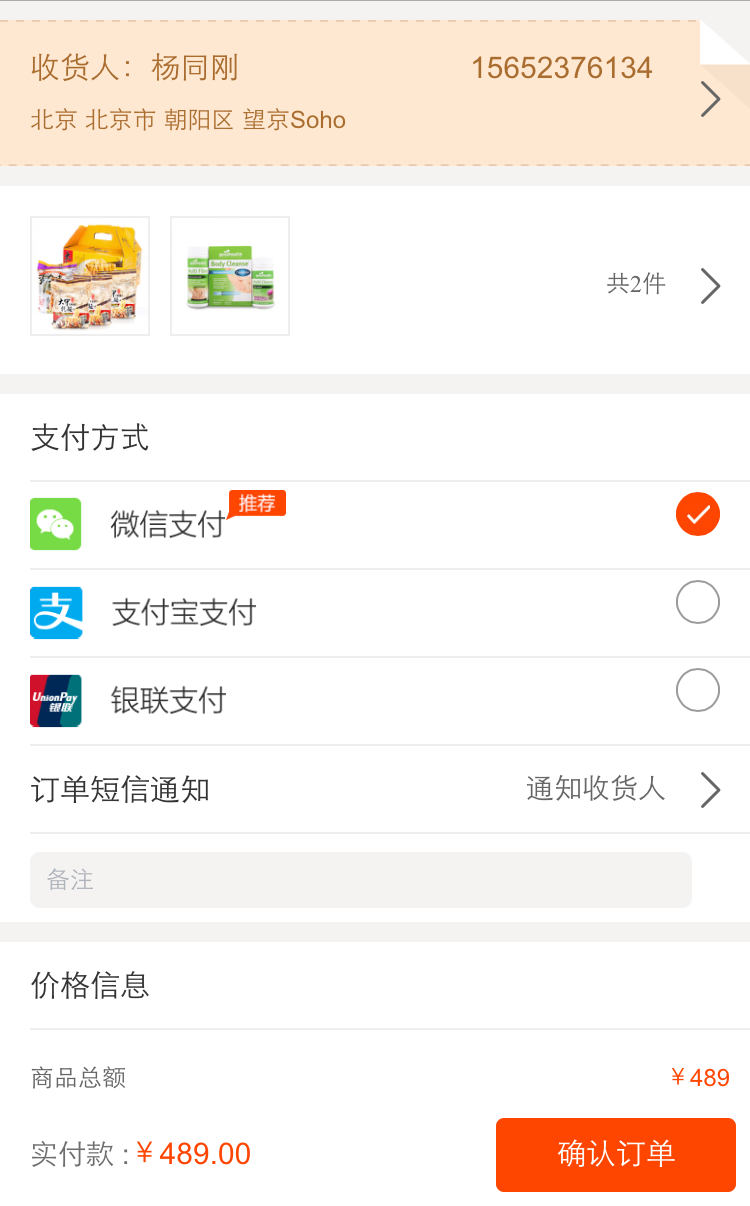 收货人：杨同刚
15652376134
北京 北京市 朝阳区 望京Soho
Body Cleanse
共2件
支付方式
微信支付
推荐
支
支付宝支付
UnionPay
银联
银联支付
订单短信通知
通知收货人
备注
价格信息
商品总额
￥489
实付款 :￥489.00
确认订单